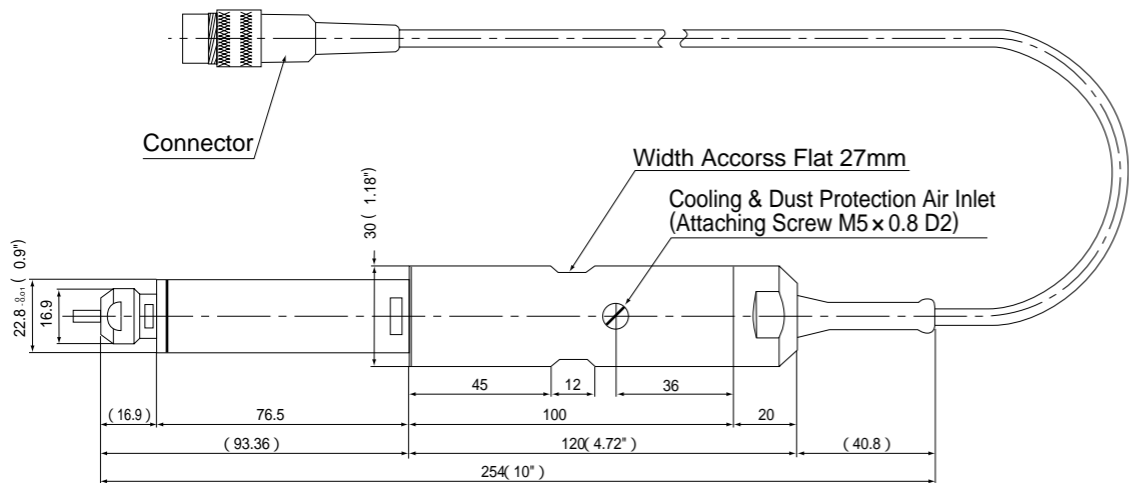 Connector
Width Accorss Flat 27mm
Cooling & Dust Protection Air Inlet
(Attaching Screw M5×0.8 D2)
30( 1.18")
22.8 ( 0.9")
16.9
45
12
36
(16.9)
76.5
100
20
(93.36)
120(4.72")
(40.8)
254(10")